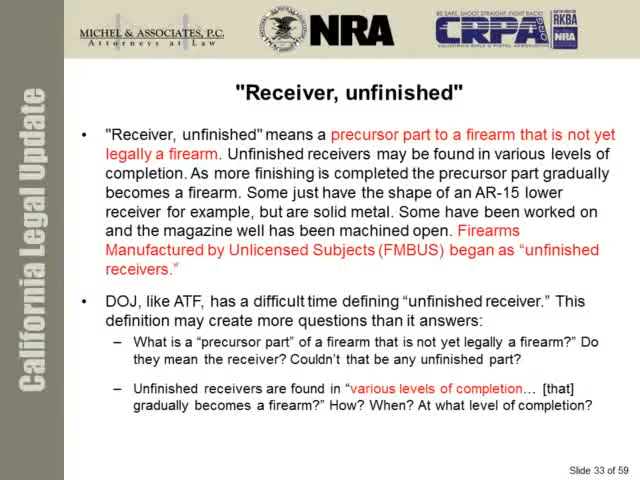 MICHEL & ASSOCIATES, P.C.
Attorneys at Law
NRA
BE SAFE, SHOOT STRAIGHT, FIGHT BACK!
CRPA.ORG
CALIFORNIA RIFLE & PISTOL ASSOCIATION
RKBA
NRA
California Legal Update
"Receiver, unfinished"
• "Receiver, unfinished" means a precursor part to a firearm that is not yet
legally a firearm. Unfinished receivers may be found in various levels of
completion. As more finishing is completed the precursor part gradually
becomes a firearm. Some just have the shape of an AR-15 lower
receiver for example, but are solid metal. Some have been worked on
and the magazine well has been machined open. Firearms
Manufactured by Unlicensed Subjects (FMBUS) began as “unfinished
receivers.”
• DOJ, like ATF, has a difficult time defining “unfinished receiver.” This
definition may create more questions than it answers:
– What is a “precursor part” of a firearm that is not yet legally a firearm?” Do
they mean the receiver? Couldn’t that be any unfinished part?
– Unfinished receivers are found in “various levels of completion… [that]
gradually becomes a firearm?” How? When? At what level of completion?
Slide 33 of 59